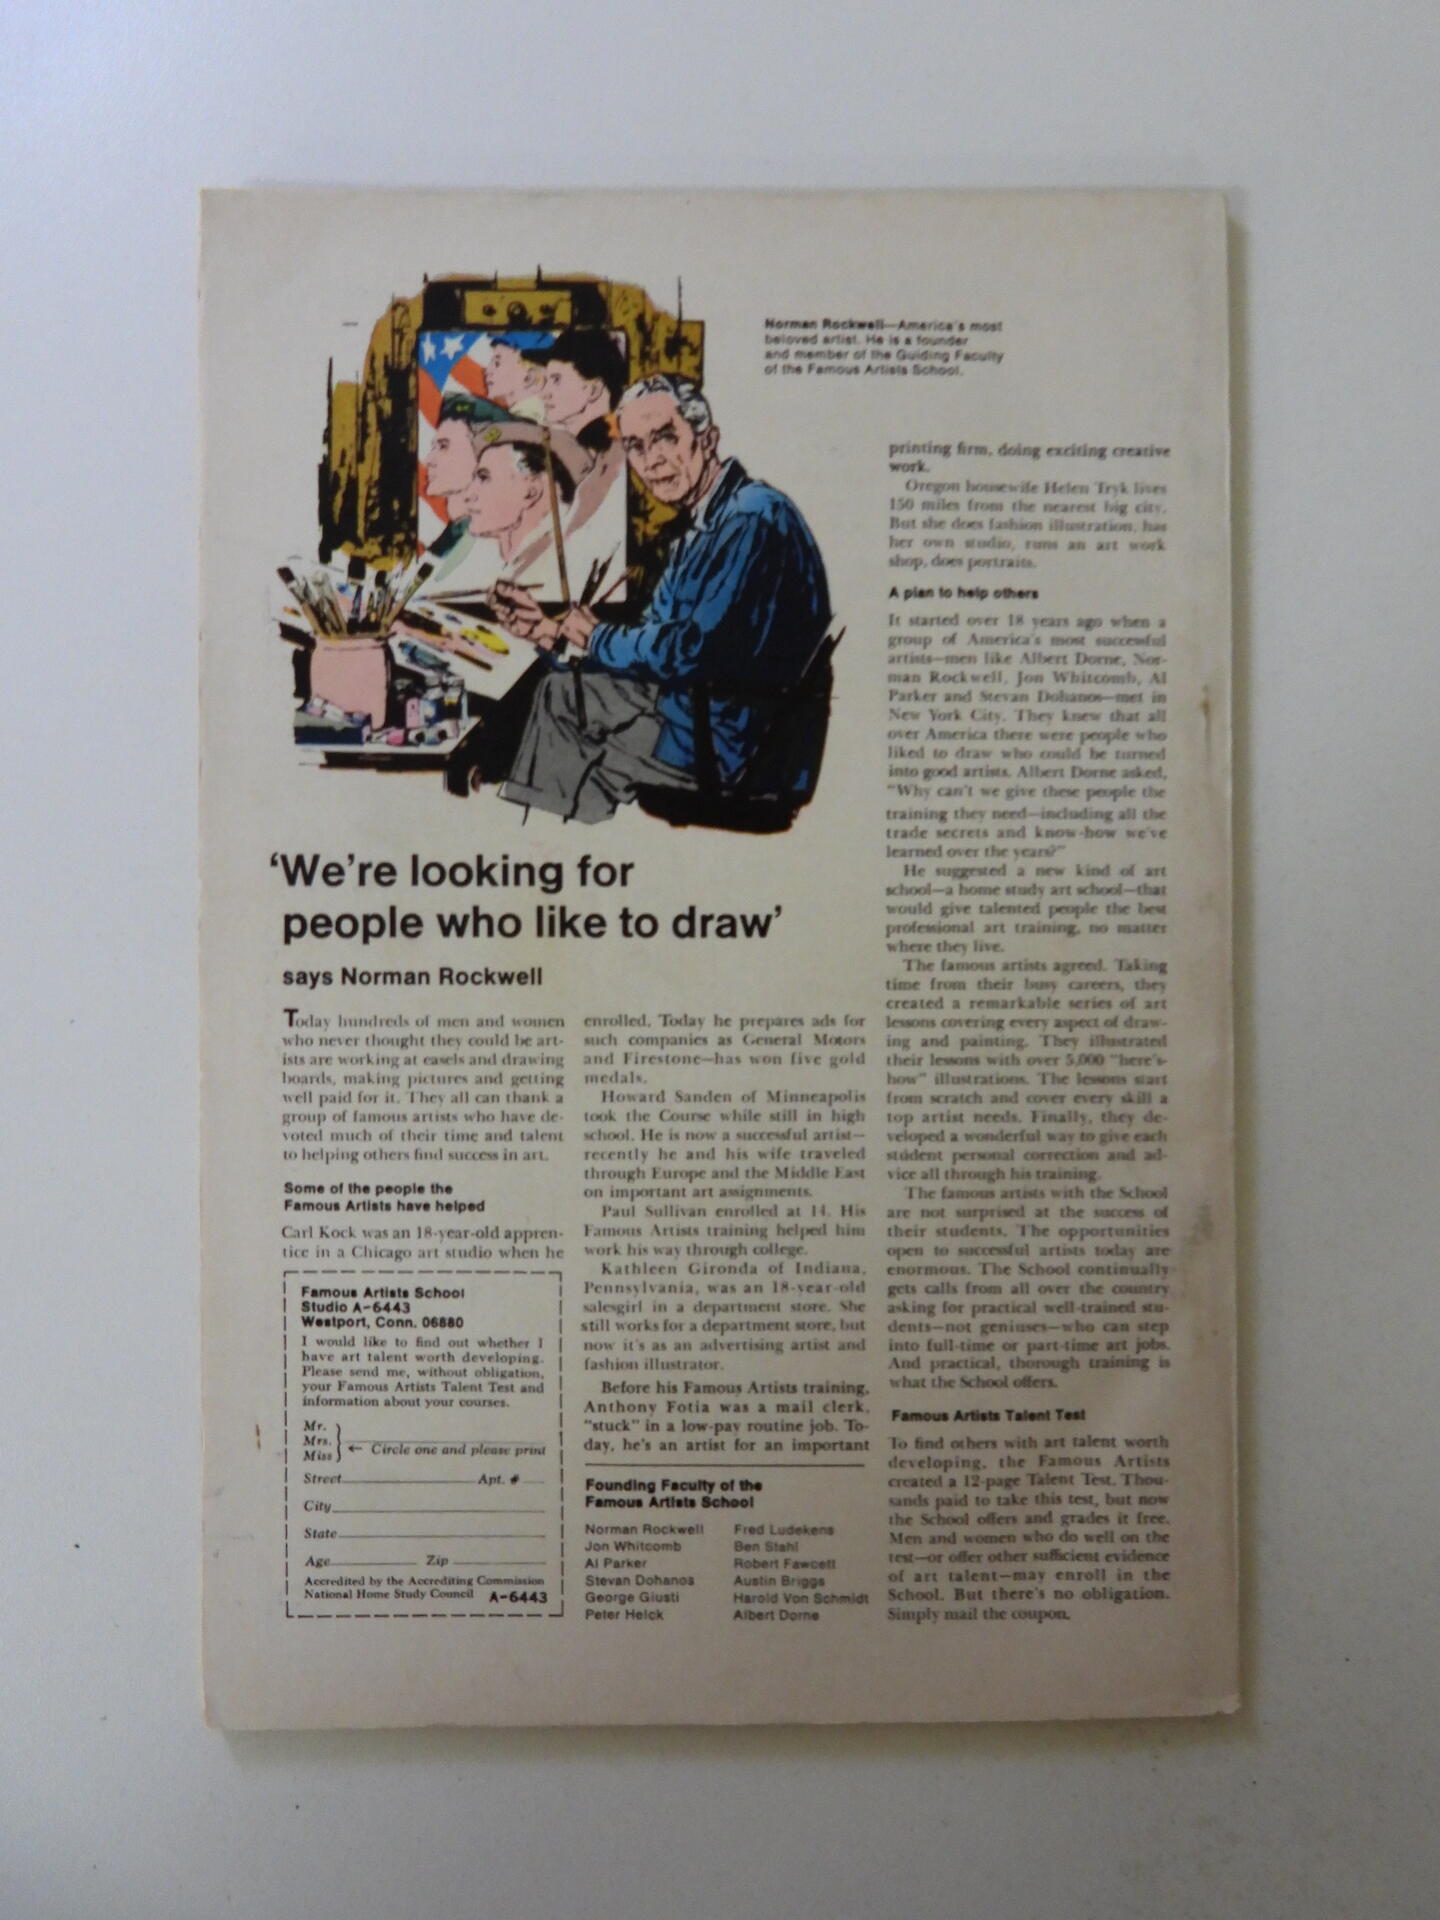 Norman Rockwell—America's most
beloved artist. He is a founder
and member of the Guiding Faculty
of the Famous Artists School.
'We're looking for
people who like to draw'
says Norman Rockwell
Today hundreds of men and women
who never thought they could be art-
ists are working at easels and drawing
boards, making pictures and getting
well paid for it. They all can thank a
group of famous artists who have de-
voted much of their time and talent
to helping others find success in art.
Some of the people the
Famous Artists have helped
Carl Kock was an 18-year-old appren-
tice in a Chicago art studio when he
enrolled. Today he prepares ads for
such companies as General Motors
and Firestone—has won five gold
medals.
Howard Sanden of Minneapolis
took the Course while still in high
school. He is now a successful artist—
recently he and his wife traveled
through Europe and the Middle East
on important art assignments.
Paul Sullivan enrolled at 14. His
Famous Artists training helped him
work his way through college.
Kathleen Gironda of Indiana,
Pennsylvania, was an 18-year-old
salesgirl in a department store. She
still works for a department store, but
now it's as an advertising artist and
fashion illustrator.
Before his Famous Artists training,
Anthony Fotia was a mail clerk,
"stuck" in a low-pay routine job. To-
day, he's an artist for an important
printing firm, doing exciting creative
work.
Oregon housewife Helen Tryk lives
150 miles from the nearest big city.
But she does fashion illustration, has
her own studio, runs an art work
shop, does portraits.
A plan to help others
It started over 18 years ago when a
group of America's most successful
artists—men like Albert Dorne, Nor-
man Rockwell, Jon Whitcomb, Al
Parker and Stevan Dohanos—met in
New York City. They knew that all
over America there were people who
liked to draw who could be turned
into good artists. Albert Dorne asked,
"Why can't we give these people the
training they need—including all the
trade secrets and know-how we've
learned over the years?"
He suggested a new kind of art
school—a home study art school—that
would give talented people the best
professional art training, no matter
where they live.
The famous artists agreed. Taking
time from their busy careers, they
created a remarkable series of art
lessons covering every aspect of draw-
ing and painting. They illustrated
their lessons with over 5,000 "here's-
how" illustrations. The lessons start
from scratch and cover every skill a
top artist needs. Finally, they de-
veloped a wonderful way to give each
student personal correction and ad-
vice all through his training.
The famous artists with the School
are not surprised at the success of
their students. The opportunities
open to successful artists today are
enormous. The School continually
gets calls from all over the country
asking for practical well-trained stu-
dents—not geniuses—who can step
into full-time or part-time art jobs.
And practical, thorough training is
what the School offers.
Famous Artists Talent Test
To find others with art talent worth
developing, the Famous Artists
created a 12-page Talent Test. Thou-
sands paid to take this test, but now
the School offers and grades it free.
Men and women who do well on the
test—or offer other sufficient evidence
of art talent—may enroll in the
School. But there's no obligation.
Simply mail the coupon.
Famous Artists School
Studio A-6443
Westport, Conn. 06880
I would like to find out whether I
have art talent worth developing.
Please send me, without obligation,
your Famous Artists Talent Test and
information about your courses.
Mr.
Mrs. ← Circle one and please print
Miss
Street Apt. #
City
State
Age Zip
Accredited by the Accrediting Commission
National Home Study Council A-6443
Founding Faculty of the
Famous Artists School
Norman Rockwell
Jon Whitcomb
Al Parker
Stevan Dohanos
George Giusti
Peter Helck
Fred Ludekens
Ben Stahl
Robert Fawcett
Austin Briggs
Harold Von Schmidt
Albert Dorne